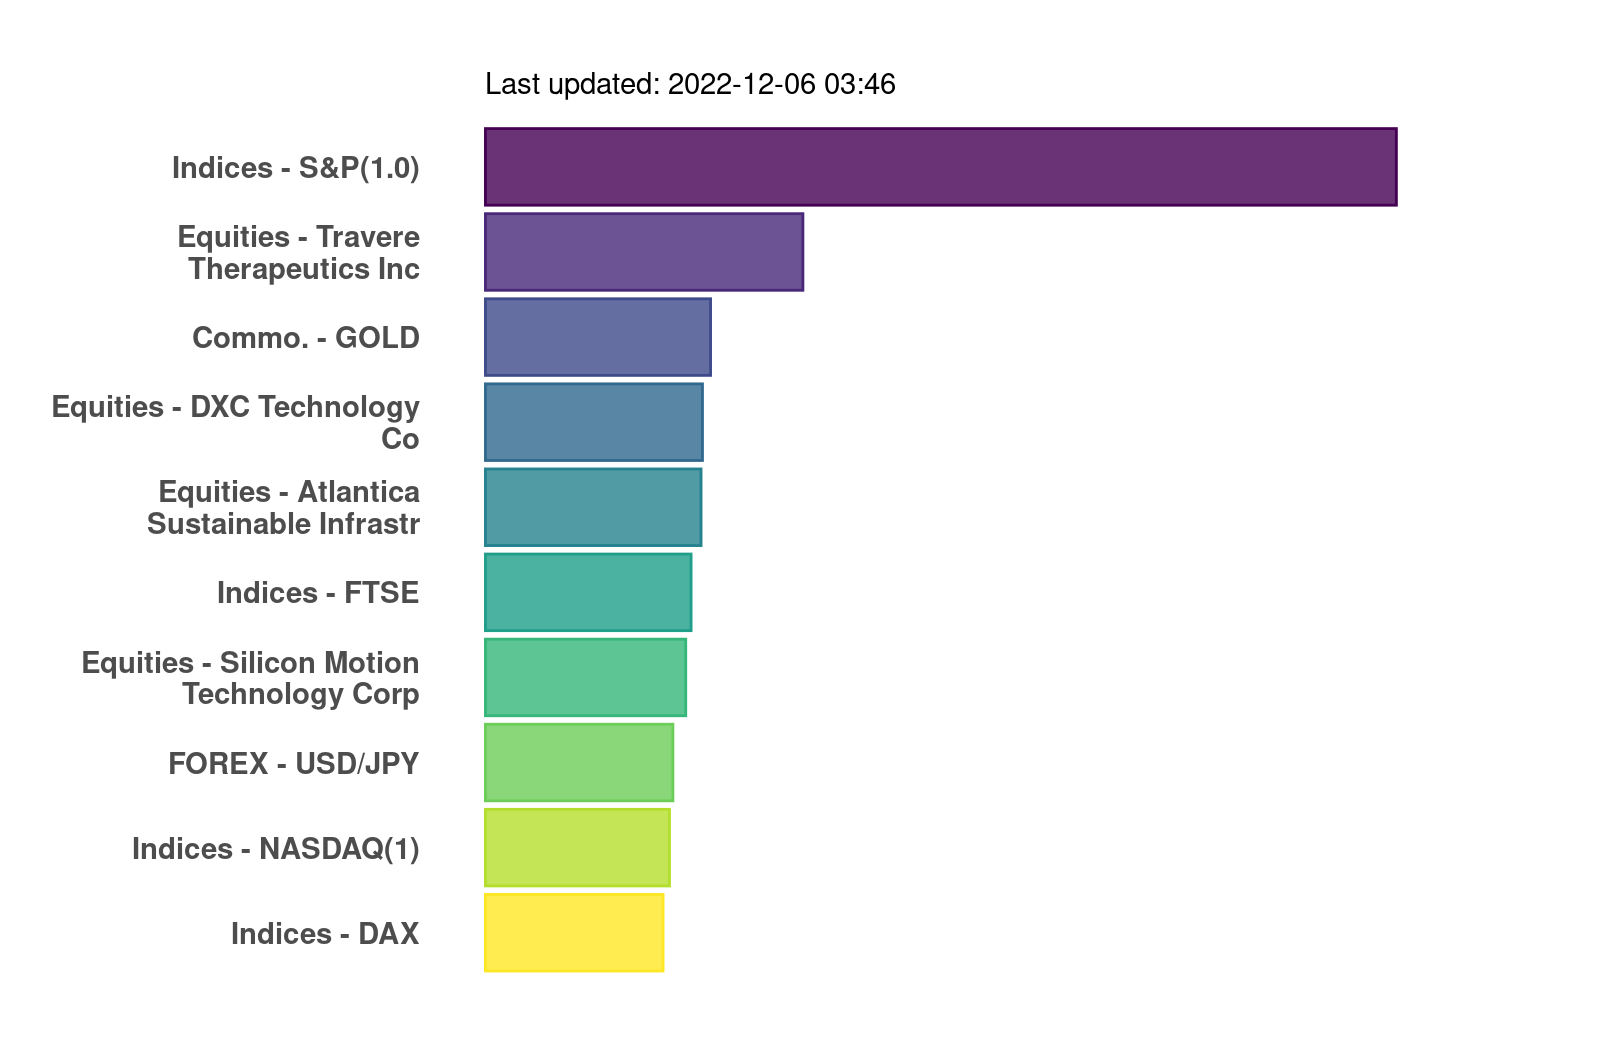 Last updated: 2022-12-06 03:46
Indices - S&P(1.0)
Equities - Travere
Therapeutics Inc
Commo. - GOLD
Equities - DXC Technology
Co
Equities - Atlantica
Sustainable Infrastr
Indices - FTSE
Equities - Silicon Motion
Technology Corp
FOREX - USD/JPY
Indices - NASDAQ(1)
Indices - DAX